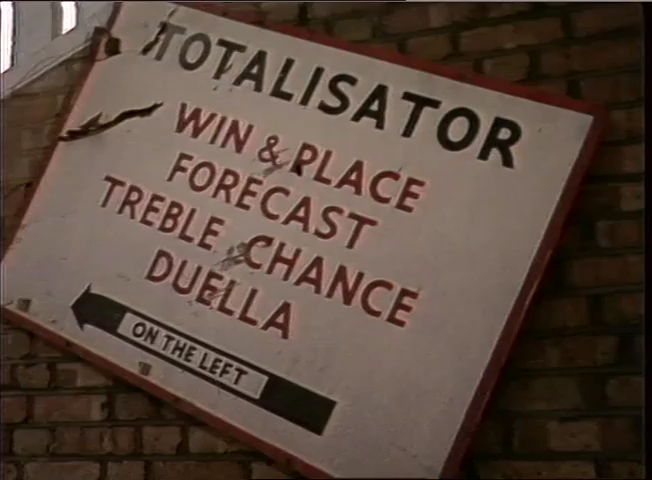 TOTALISATOR
WIN & PLACE
FORECAST
TREBLE CHANCE
DUELLA
ON THE LEFT